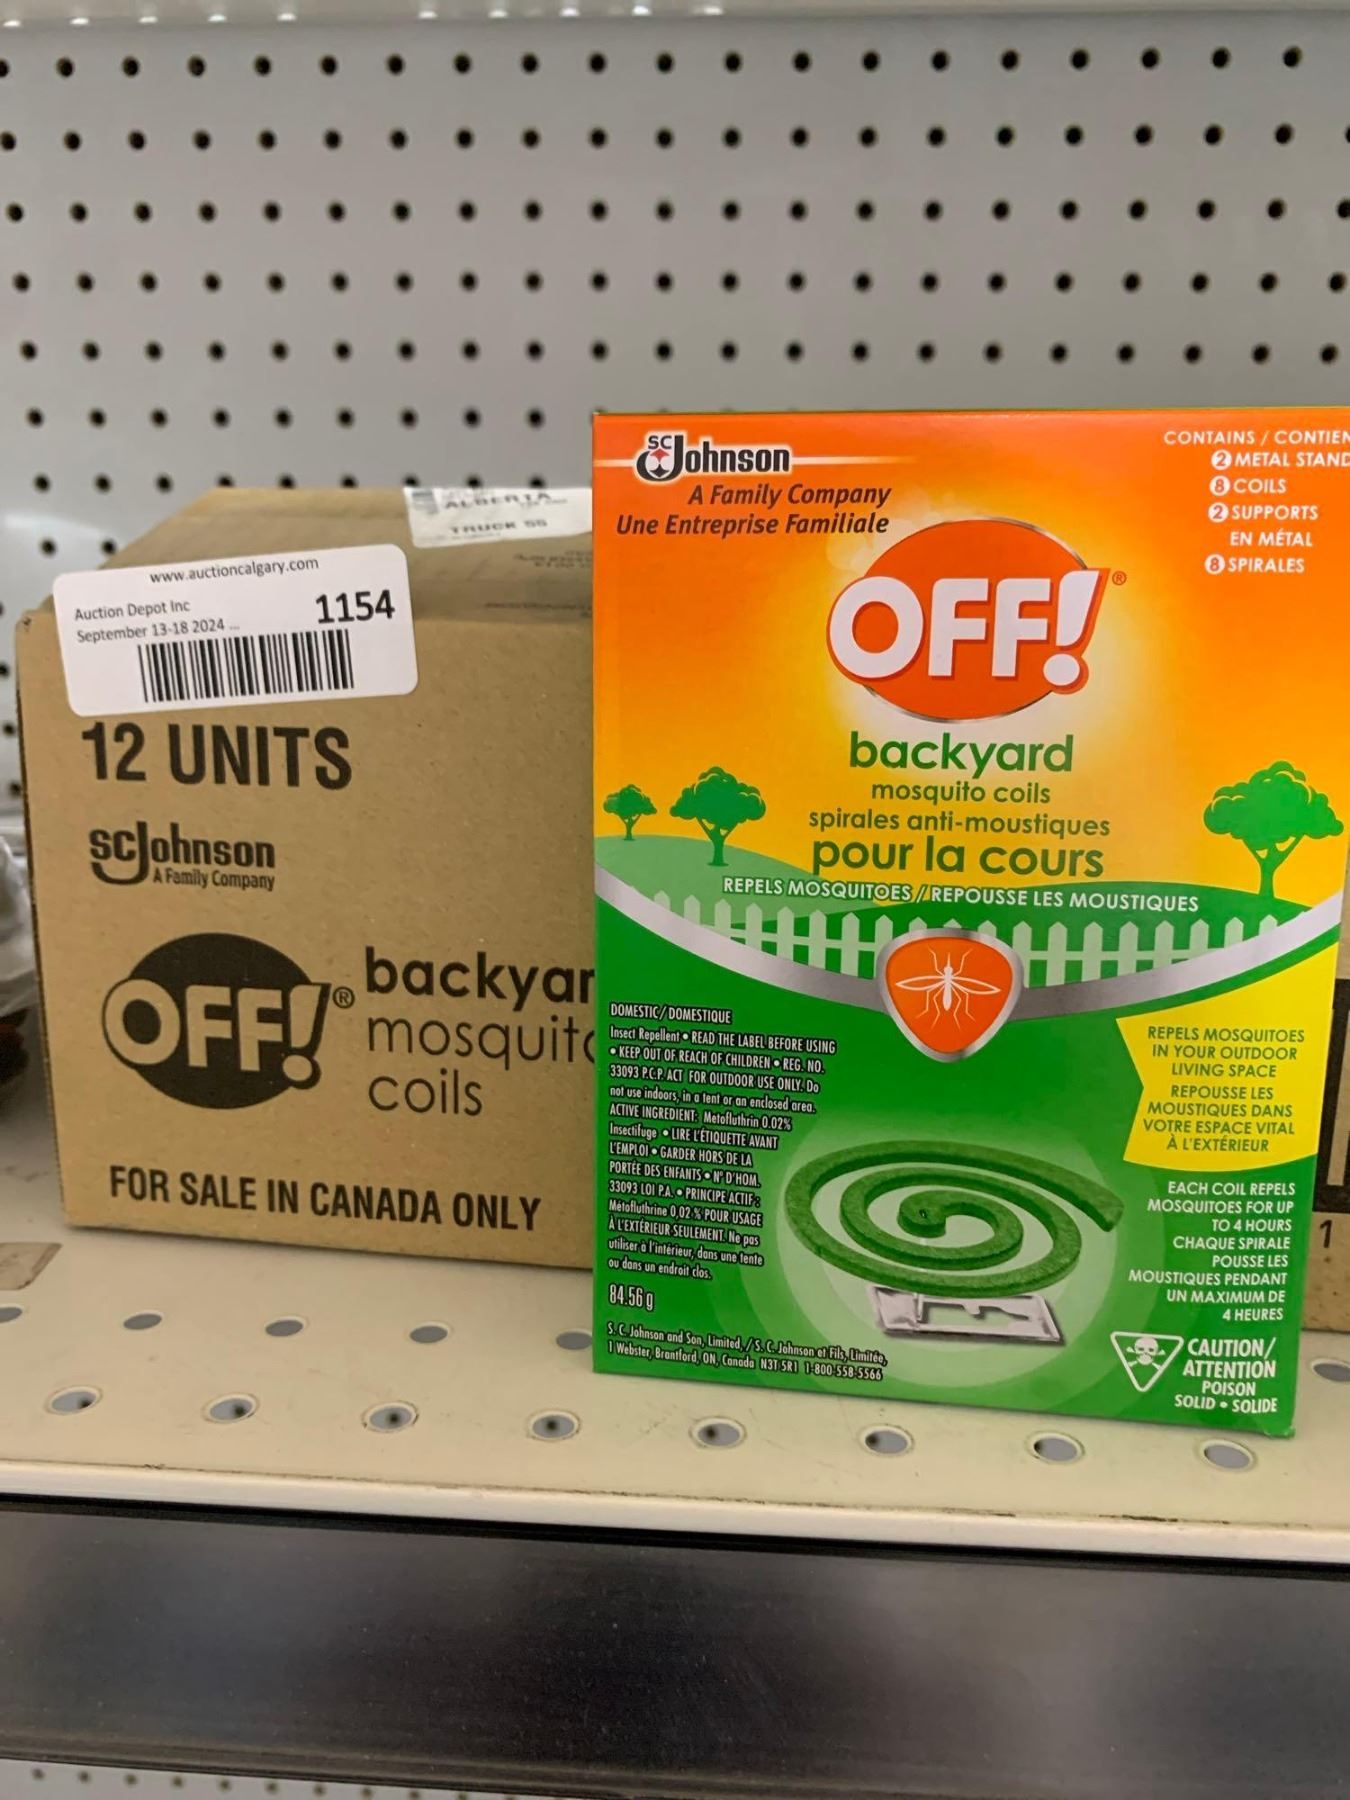 ALBERTA
TRUCK 55
www.auctioncalgary.com
Auction Depot Inc
1154
September 13-18 2024 ...
12 UNITS
SC Johnson
A Family Company
OFF!®
backyar
mosquito
coils
FOR SALE IN CANADA ONLY
SC Johnson
A Family Company
Une Entreprise Familiale
CONTAINS / CONTIEN
2 METAL STAND
8 COILS
2 SUPPORTS
EN MÉTAL
8 SPIRALES
OFF!®
backyard
mosquito coils
spirales anti-moustiques
pour la cours
REPELS MOSQUITOES / REPOUSSE LES MOUSTIQUES
DOMESTIC/DOMESTIQUE
Insect Repellent • READ THE LABEL BEFORE USING
• KEEP OUT OF REACH OF CHILDREN • REG. NO.
33093 P.C.P. ACT FOR OUTDOOR USE ONLY. Do
not use indoors, in a tent or an enclosed area.
ACTIVE INGREDIENT: Metofluthrin 0.02%
Insectifuge • LIRE L'ÉTIQUETTE AVANT
L'EMPLOI • GARDER HORS DE LA
PORTÉE DES ENFANTS • N° D'HOM.
33093 LOI P.A. • PRINCIPE ACTIF :
Métofluthrine 0,02 % POUR USAGE
À L'EXTÉRIEUR SEULEMENT. Ne pas
utiliser à l'intérieur, dans une tente
ou dans un endroit clos.
84.56 g
S. C. Johnson and Son, Limited, / S. C. Johnson et Fils, Limitée,
1 Webster, Brantford, ON, Canada N3T 5R1 1-800-558-5566
REPELS MOSQUITOES
IN YOUR OUTDOOR
LIVING SPACE
REPOUSSE LES
MOUSTIQUES DANS
VOTRE ESPACE VITAL
À L'EXTÉRIEUR
EACH COIL REPELS
MOSQUITOES FOR UP
TO 4 HOURS
CHAQUE SPIRALE
POUSSE LES
MOUSTIQUES PENDANT
UN MAXIMUM DE
4 HEURES
CAUTION/
ATTENTION
POISON
SOLID • SOLIDE
1